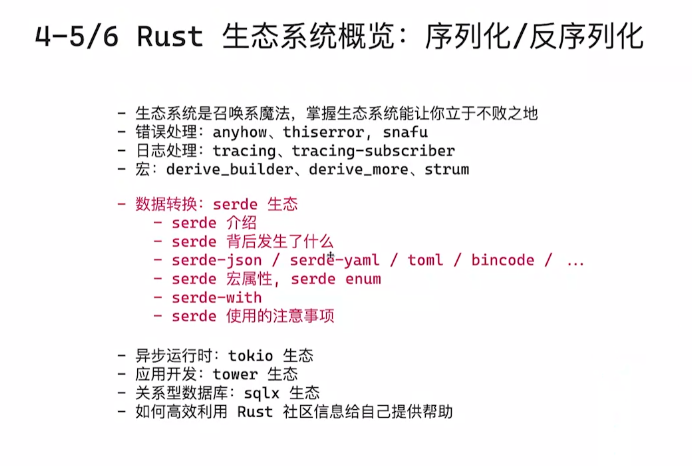 4-5/6 Rust 生态系统概览：序列化/反序列化
- 生态系统是召唤系魔法，掌握生态系统能让你立于不败之地
- 错误处理：anyhow、thiserror, snafu
- 日志处理：tracing、tracing-subscriber
- 宏：derive_builder、derive_more、strum
- 数据转换：serde 生态
- serde 介绍
- serde 背后发生了什么
- serde-json / serde-yaml / toml / bincode / ...
- serde 宏属性，serde enum
- serde-with
- serde 使用的注意事项
- 异步运行时：tokio 生态
- 应用开发：tower 生态
- 关系型数据库：sqlx 生态
- 如何高效利用 Rust 社区信息给自己提供帮助